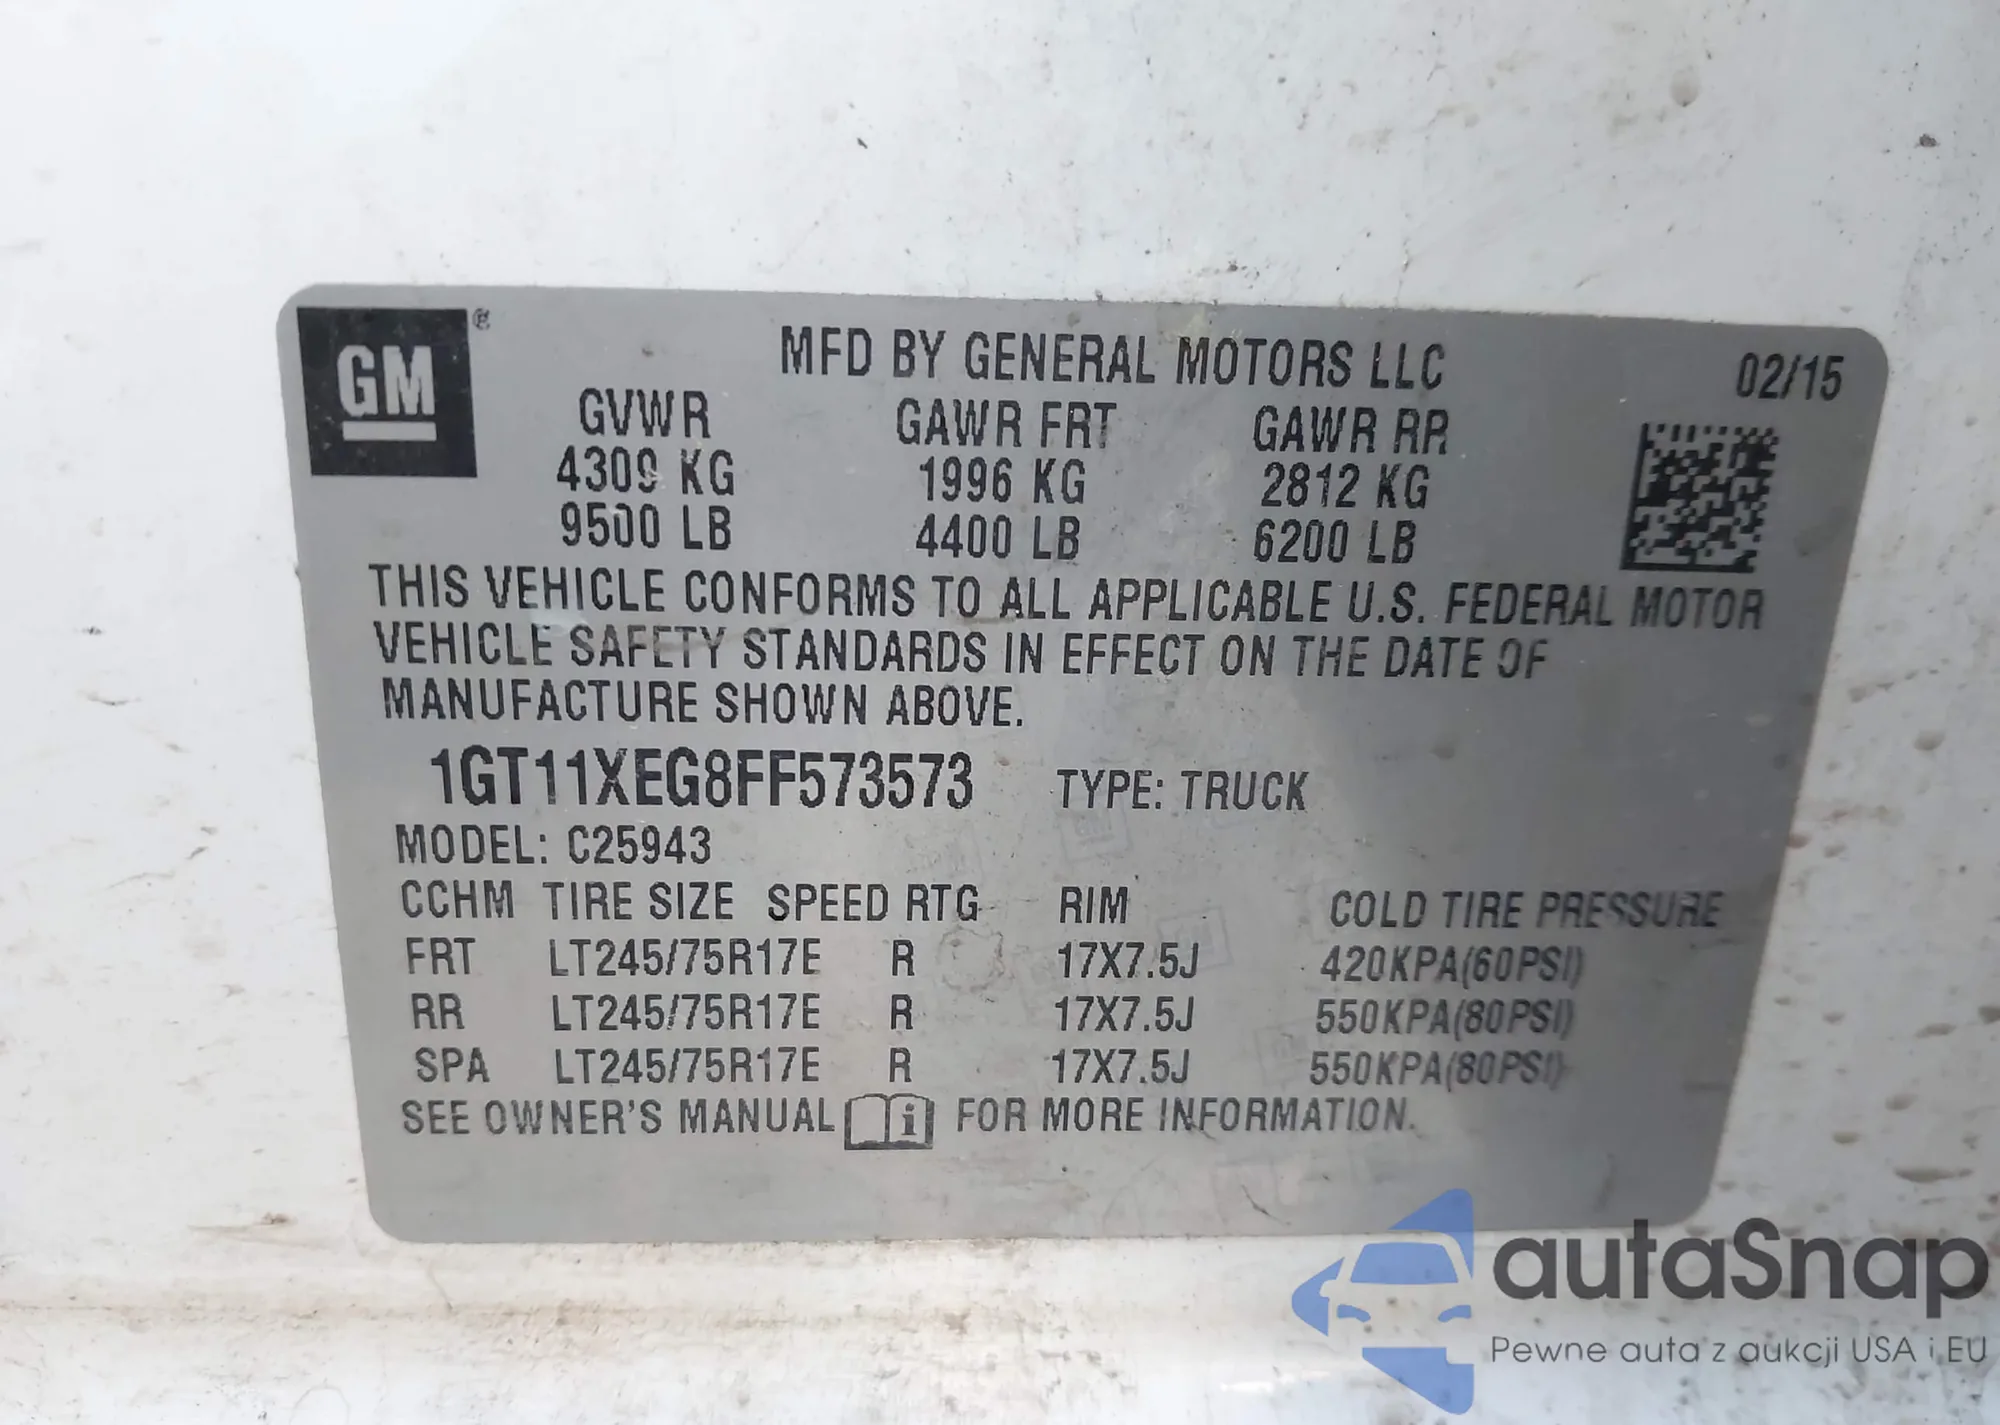 GM®
MFD BY GENERAL MOTORS LLC 02/15
GVWR GAWR FRT GAWR RR
4309 KG 1996 KG 2812 KG
9500 LB 4400 LB 6200 LB
THIS VEHICLE CONFORMS TO ALL APPLICABLE U.S. FEDERAL MOTOR
VEHICLE SAFETY STANDARDS IN EFFECT ON THE DATE OF
MANUFACTURE SHOWN ABOVE.
1GT11XEG8FF573573 TYPE: TRUCK
MODEL: C25943
CCHM TIRE SIZE SPEED RTG RIM COLD TIRE PRESSURE
FRT LT245/75R17E R 17X7.5J 420KPA(60PSI)
RR LT245/75R17E R 17X7.5J 550KPA(80PSI)
SPA LT245/75R17E R 17X7.5J 550KPA(80PSI)
SEE OWNER'S MANUAL i FOR MORE INFORMATION.
autaSnap
Pewne auta z aukcji USA i EU